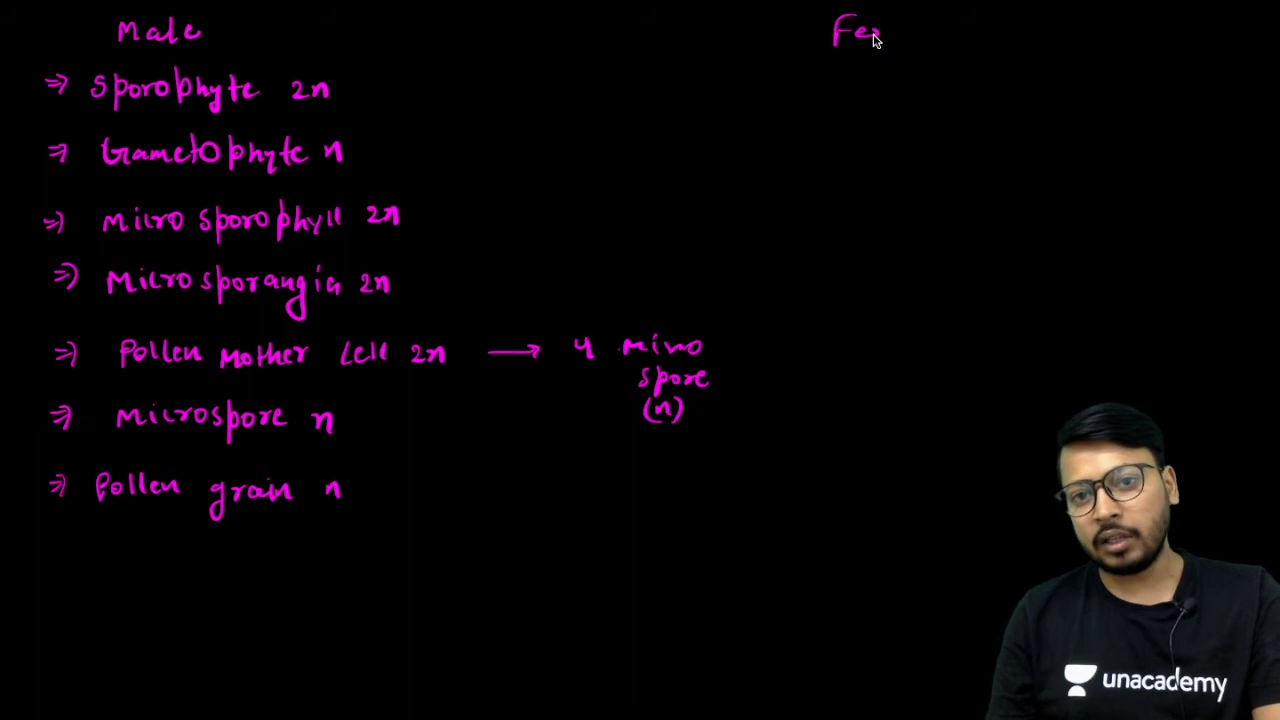 Male
Fe
⇒ Sporophyte 2n
⇒ Gametophyte n
⇒ Micro sporophyll 2n
⇒ Microsporangia 2n
⇒ Pollen Mother Cell 2n → 4 Micro
spore
(n)
⇒ Microspore n
⇒ Pollen grain n
unacademy